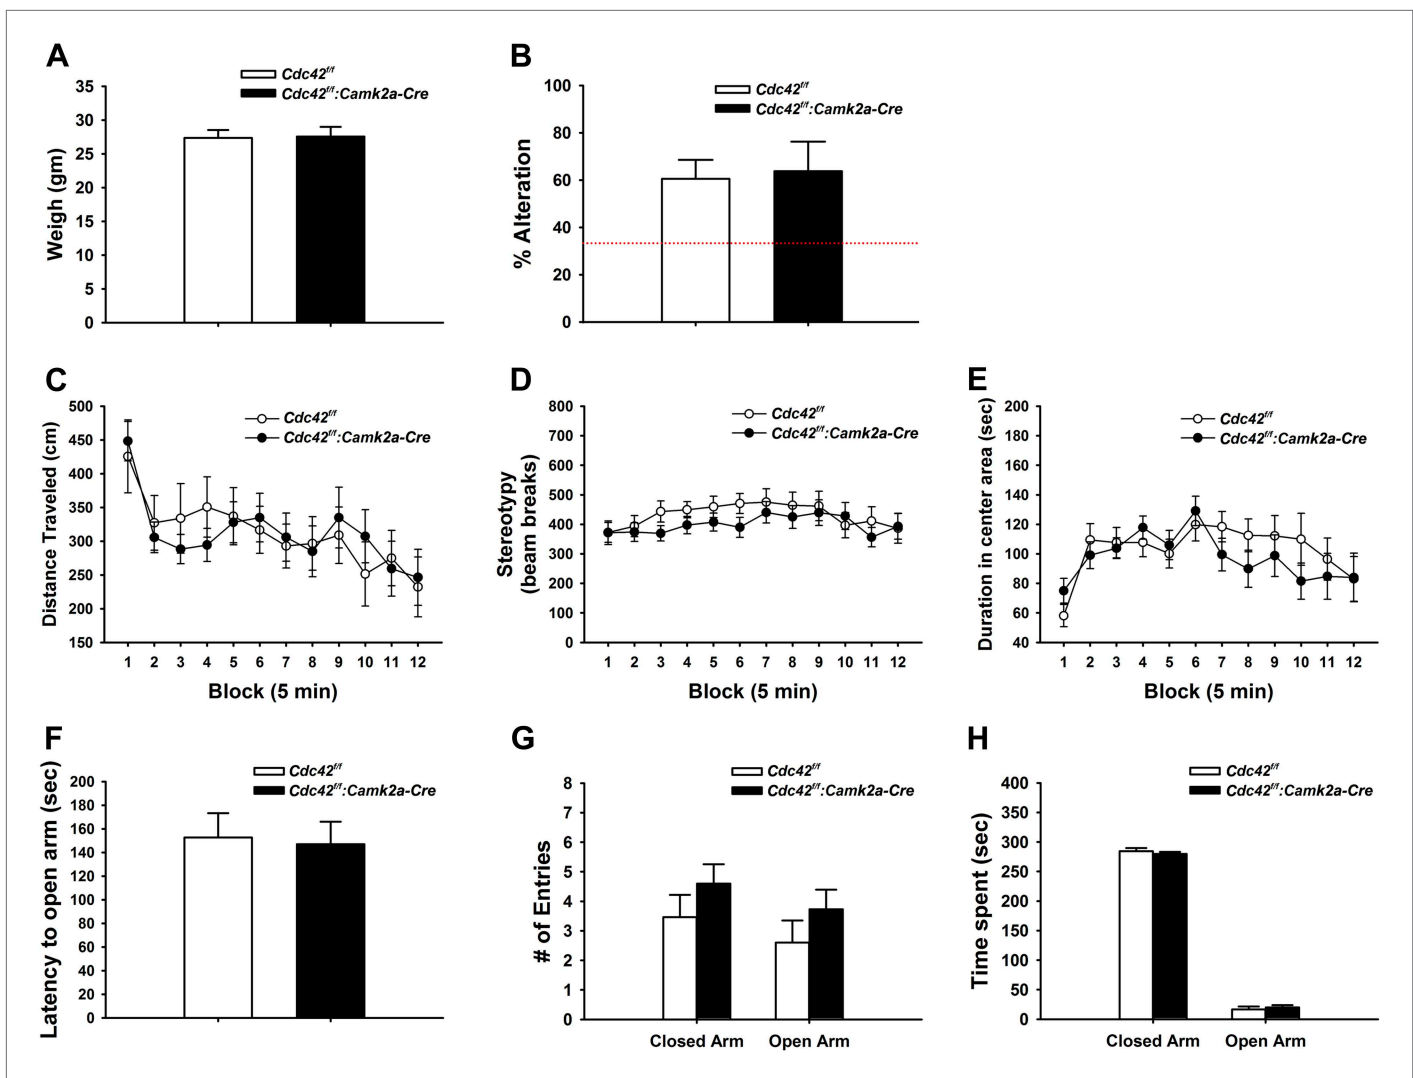 A
Cdc42f/f
Cdc42f/f:Camk2a-Cre
35
30
25
20
15
10
5
0
Weigh (gm)
B
Cdc42f/f
Cdc42f/f:Camk2a-Cre
100
80
60
40
20
0
% Alteration
C
Cdc42f/f
Cdc42f/f:Camk2a-Cre
500
450
400
350
300
250
200
150
Distance Traveled (cm)
1 2 3 4 5 6 7 8 9 10 11 12
Block (5 min)
D
Cdc42f/f
Cdc42f/f:Camk2a-Cre
800
700
600
500
400
300
200
100
0
Stereotypy
(beam breaks)
1 2 3 4 5 6 7 8 9 10 11 12
E
Cdc42f/f
Cdc42f/f:Camk2a-Cre
200
180
160
140
120
100
80
60
40
Duration in center area (sec)
1 2 3 4 5 6 7 8 9 10 11 12
Block (5 min)
Block (5 min)
F
Cdc42f/f
Cdc42f/f:Camk2a-Cre
200
180
160
140
120
100
80
60
40
20
0
Latency to open arm (sec)
G
Cdc42f/f
Cdc42f/f:Camk2a-Cre
8
7
6
5
4
3
2
1
0
# of Entries
Closed Arm Open Arm
H
Cdc42f/f
Cdc42f/f:Camk2a-Cre
400
350
300
250
200
150
100
50
0
Time spent (sec)
Closed Arm Open Arm